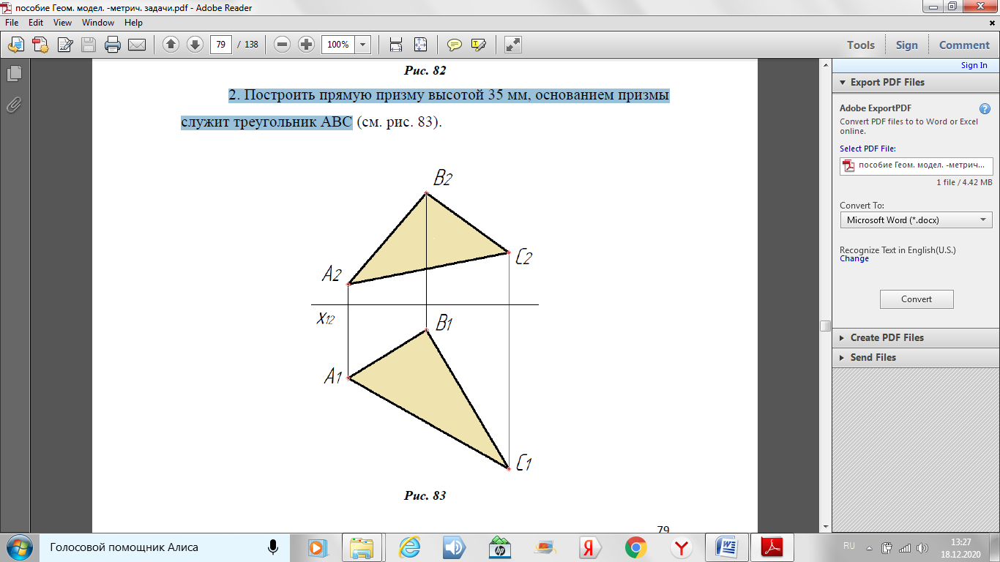 пособие Геом. модел. -метрич. задачи.pdf - Adobe Reader
File Edit View Window Help
79 / 138 100% Tools Sign Comment
Рис. 82
2. Построить прямую призму высотой 35 мм, основанием призмы
служит треугольник АВС (см. рис. 83).
B2
C2
A2
X12
B1
A1
C1
Рис. 83
79
Sign In
Export PDF Files
Adobe ExportPDF
Convert PDF files to to Word or Excel
online.
Select PDF File:
пособие Геом. модел. -метрич...
1 file / 4.42 MB
Convert To:
Microsoft Word (*.docx)
Recognize Text in English(U.S.)
Change
Convert
Create PDF Files
Send Files
Голосовой помощник Алиса
RU
13:27
18.12.2020